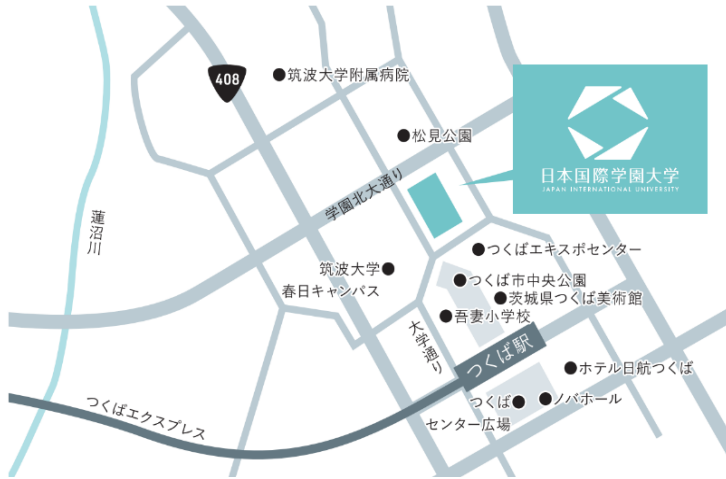 408
筑波大学附属病院
松見公園
日本国際学園大学
JAPAN INTERNATIONAL UNIVERSITY
学園北大通り
蓮沼川
つくばエキスポセンター
筑波大学
春日キャンパス
つくば市中央公園
茨城県つくば美術館
吾妻小学校
大学通り
つくば駅
ホテル日航つくば
つくば
センター広場
ノバホール
つくばエクスプレス